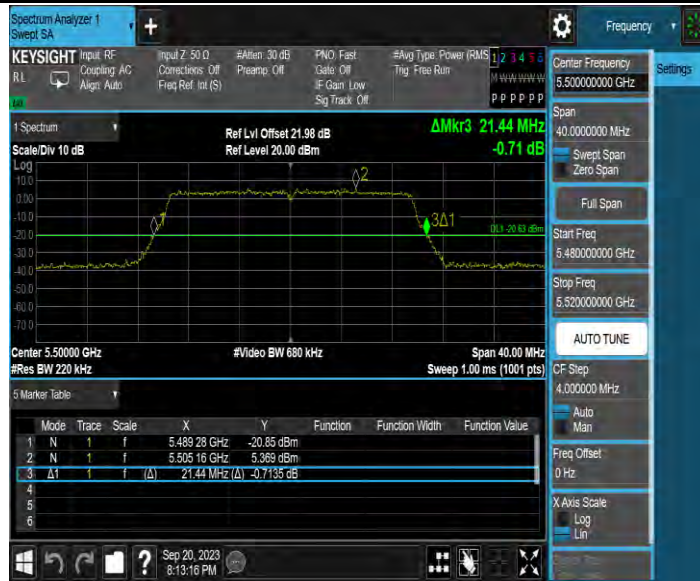 Spectrum Analyzer 1
Swept SA
Frequency
KEYSIGHT
Input: RF
Coupling: AC
Align: Auto
Input Z: 50 Ω
Corrections: Off
Freq Ref: Int (S)
#Atten: 30 dB
Preamp: Off
PNO: Fast
Gate: Off
IF Gain: Low
Sig Track: Off
#Avg Type: Power (RMS
Trig: Free Run
1 2 3 4 5 6
M W W W W W
P P P P P P
RL
1 Spectrum
Scale/Div 10 dB
Ref Lvl Offset 21.98 dB
Ref Level 20.00 dBm
ΔMkr3 21.44 MHz
-0.71 dB
Log
10.0
0.00
-10.0
-20.0
-30.0
-40.0
-50.0
-60.0
-70.0
2
1
3Δ1
DL1 -20.63 dBm
Center 5.50000 GHz
#Res BW 220 kHz
#Video BW 680 kHz
Span 40.00 MHz
Sweep 1.00 ms (1001 pts)
5 Marker Table
Mode Trace Scale X Y Function Function Width Function Value
1 N 1 f 5.489 28 GHz -20.85 dBm
2 N 1 f 5.505 16 GHz 5.369 dBm
3 Δ1 1 f (Δ) 21.44 MHz (Δ) -0.7135 dB
4
5
6
Sep 20, 2023
8:13:16 PM
Center Frequency
5.500000000 GHz
Settings
Span
40.0000000 MHz
Swept Span
Zero Span
Full Span
Start Freq
5.480000000 GHz
Stop Freq
5.520000000 GHz
AUTO TUNE
CF Step
4.000000 MHz
Auto
Man
Freq Offset
0 Hz
X Axis Scale
Log
Lin